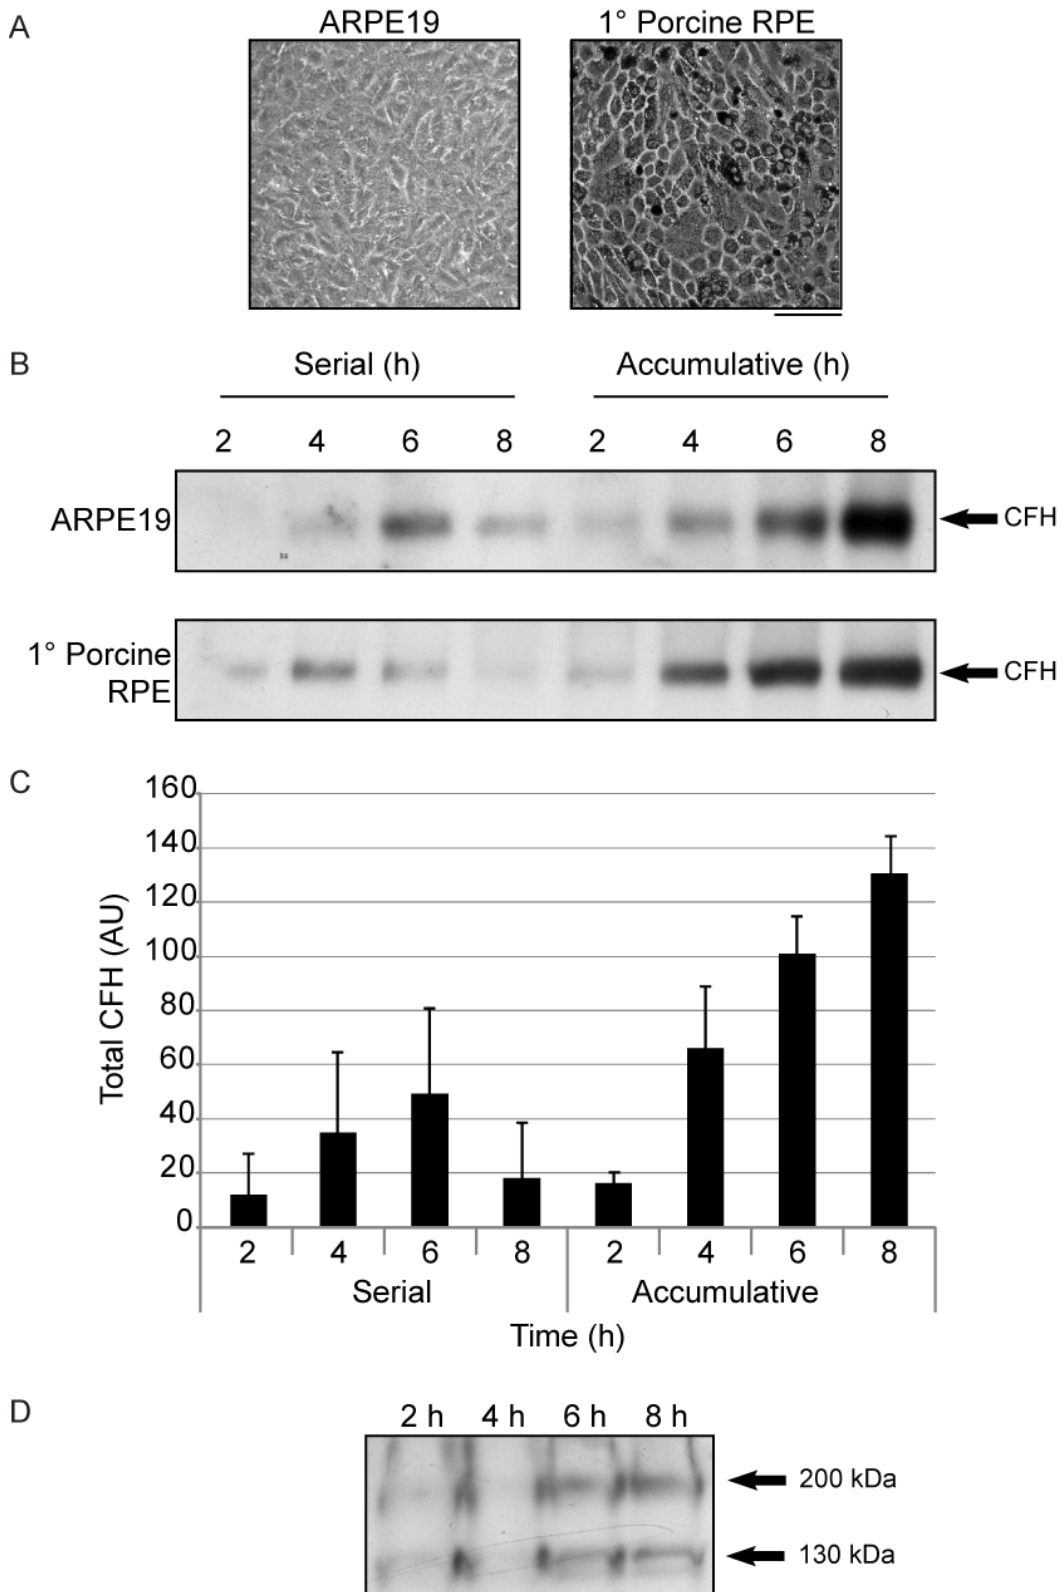 A
ARPE19 1° Porcine RPE
B
Serial (h) Accumulative (h)
2 4 6 8 2 4 6 8
ARPE19 CFH
1° Porcine
RPE CFH
C
160
140
120
100
80
60
40
20
0
Total CFH (AU)
2 4 6 8 2 4 6 8
Serial Accumulative
Time (h)
D
2 h 4 h 6 h 8 h
200 kDa
130 kDa